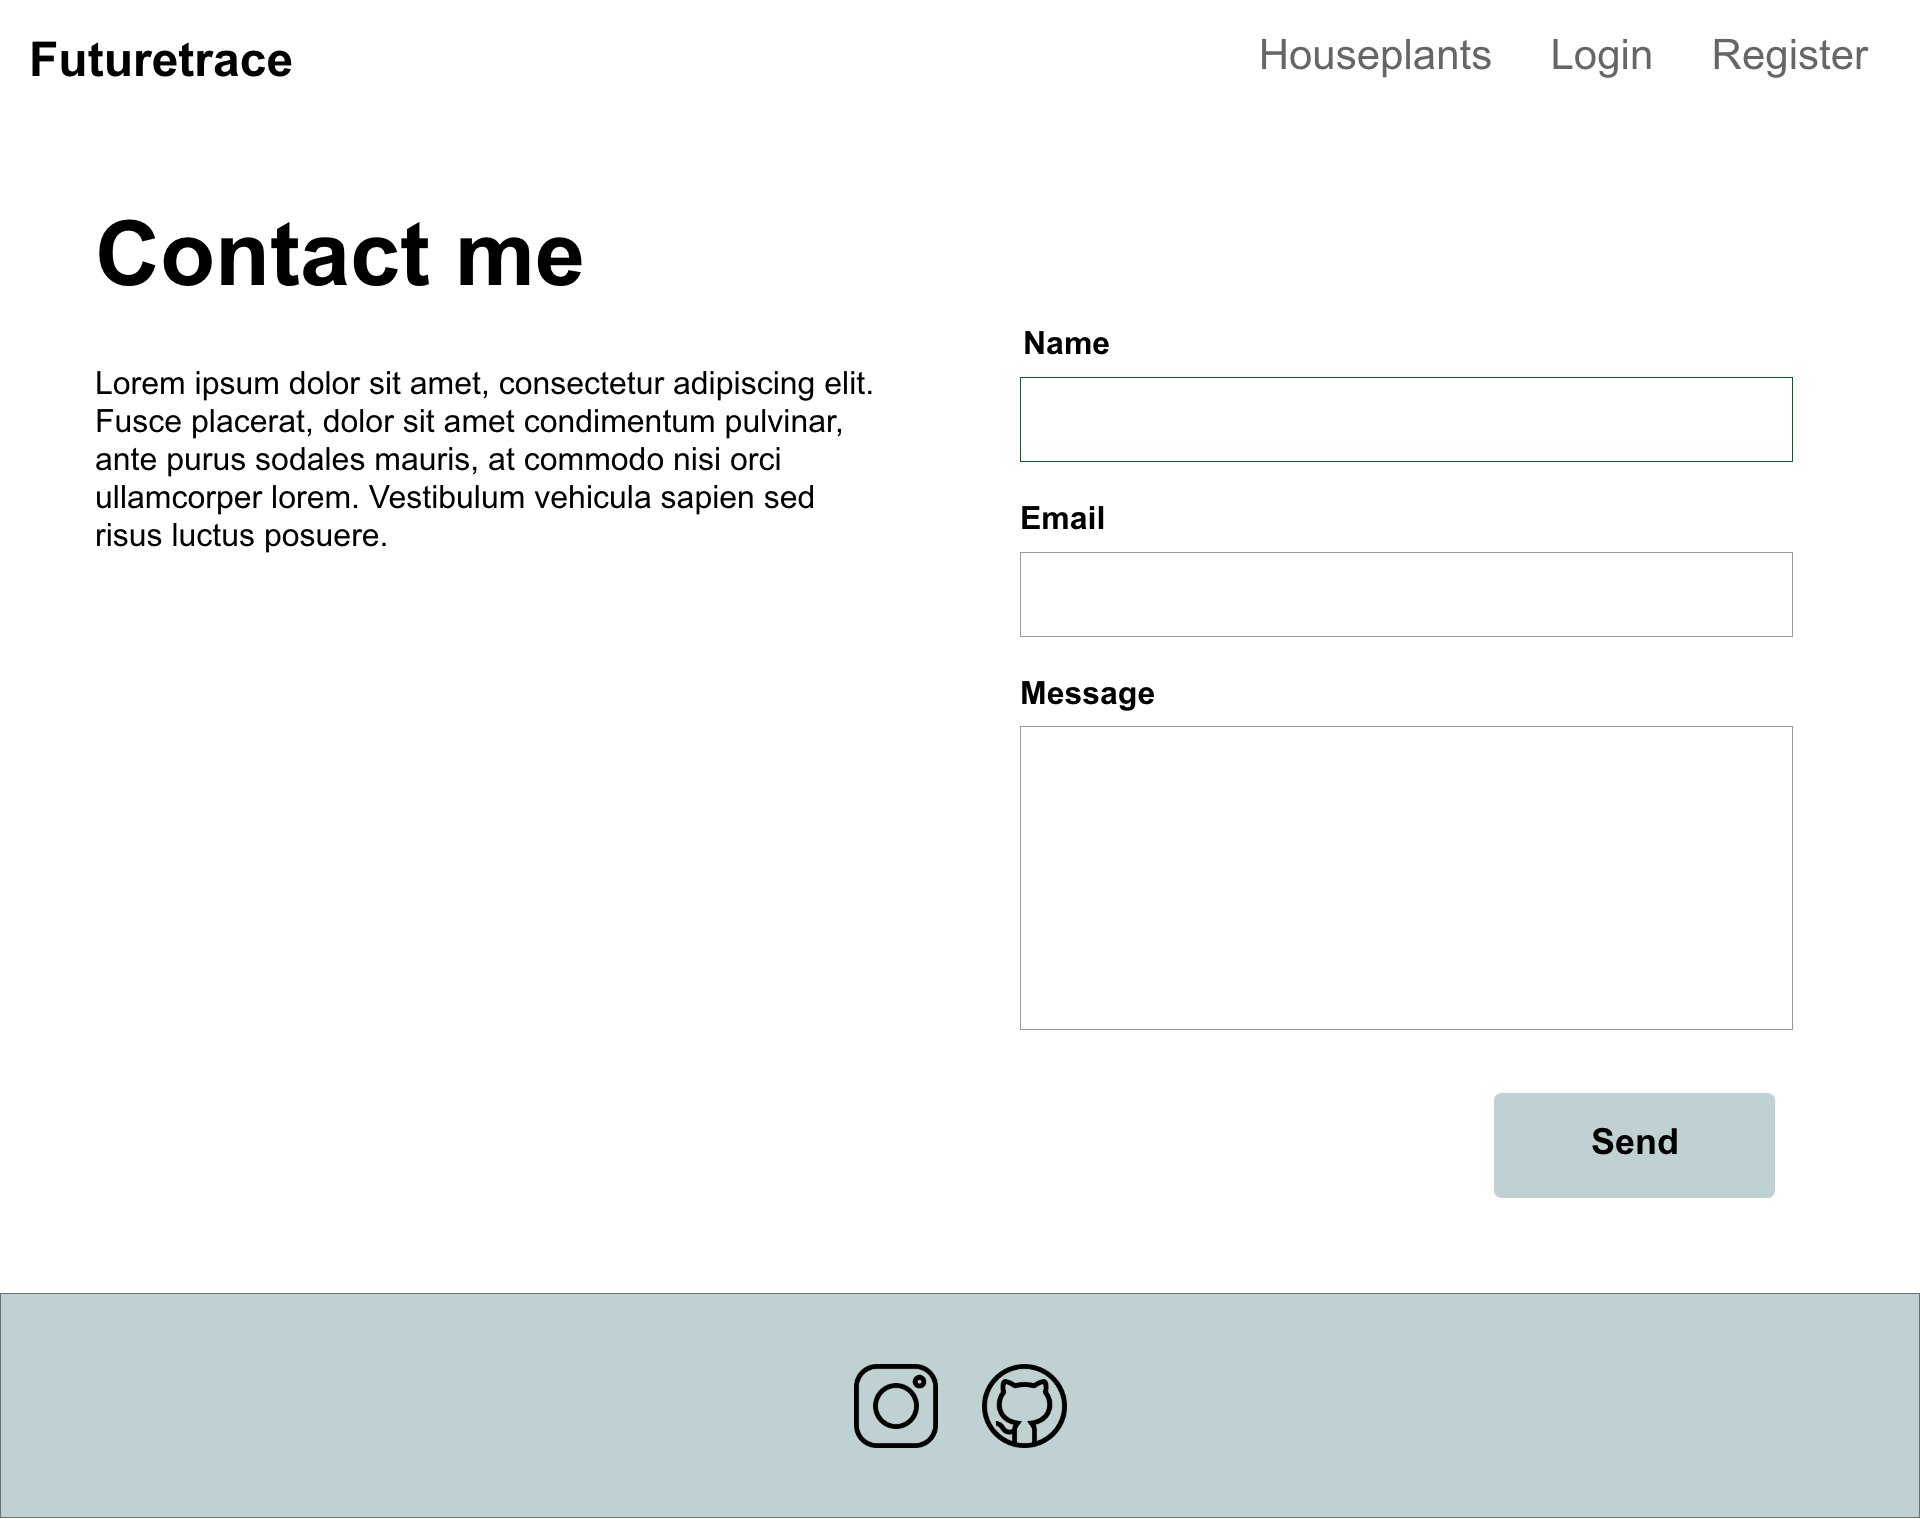 Futuretrace
Houseplants Login Register
Contact me
Lorem ipsum dolor sit amet, consectetur adipiscing elit.
Fusce placerat, dolor sit amet condimentum pulvinar,
ante purus sodales mauris, at commodo nisi orci
ullamcorper lorem. Vestibulum vehicula sapien sed
risus luctus posuere.
Name
Email
Message
Send